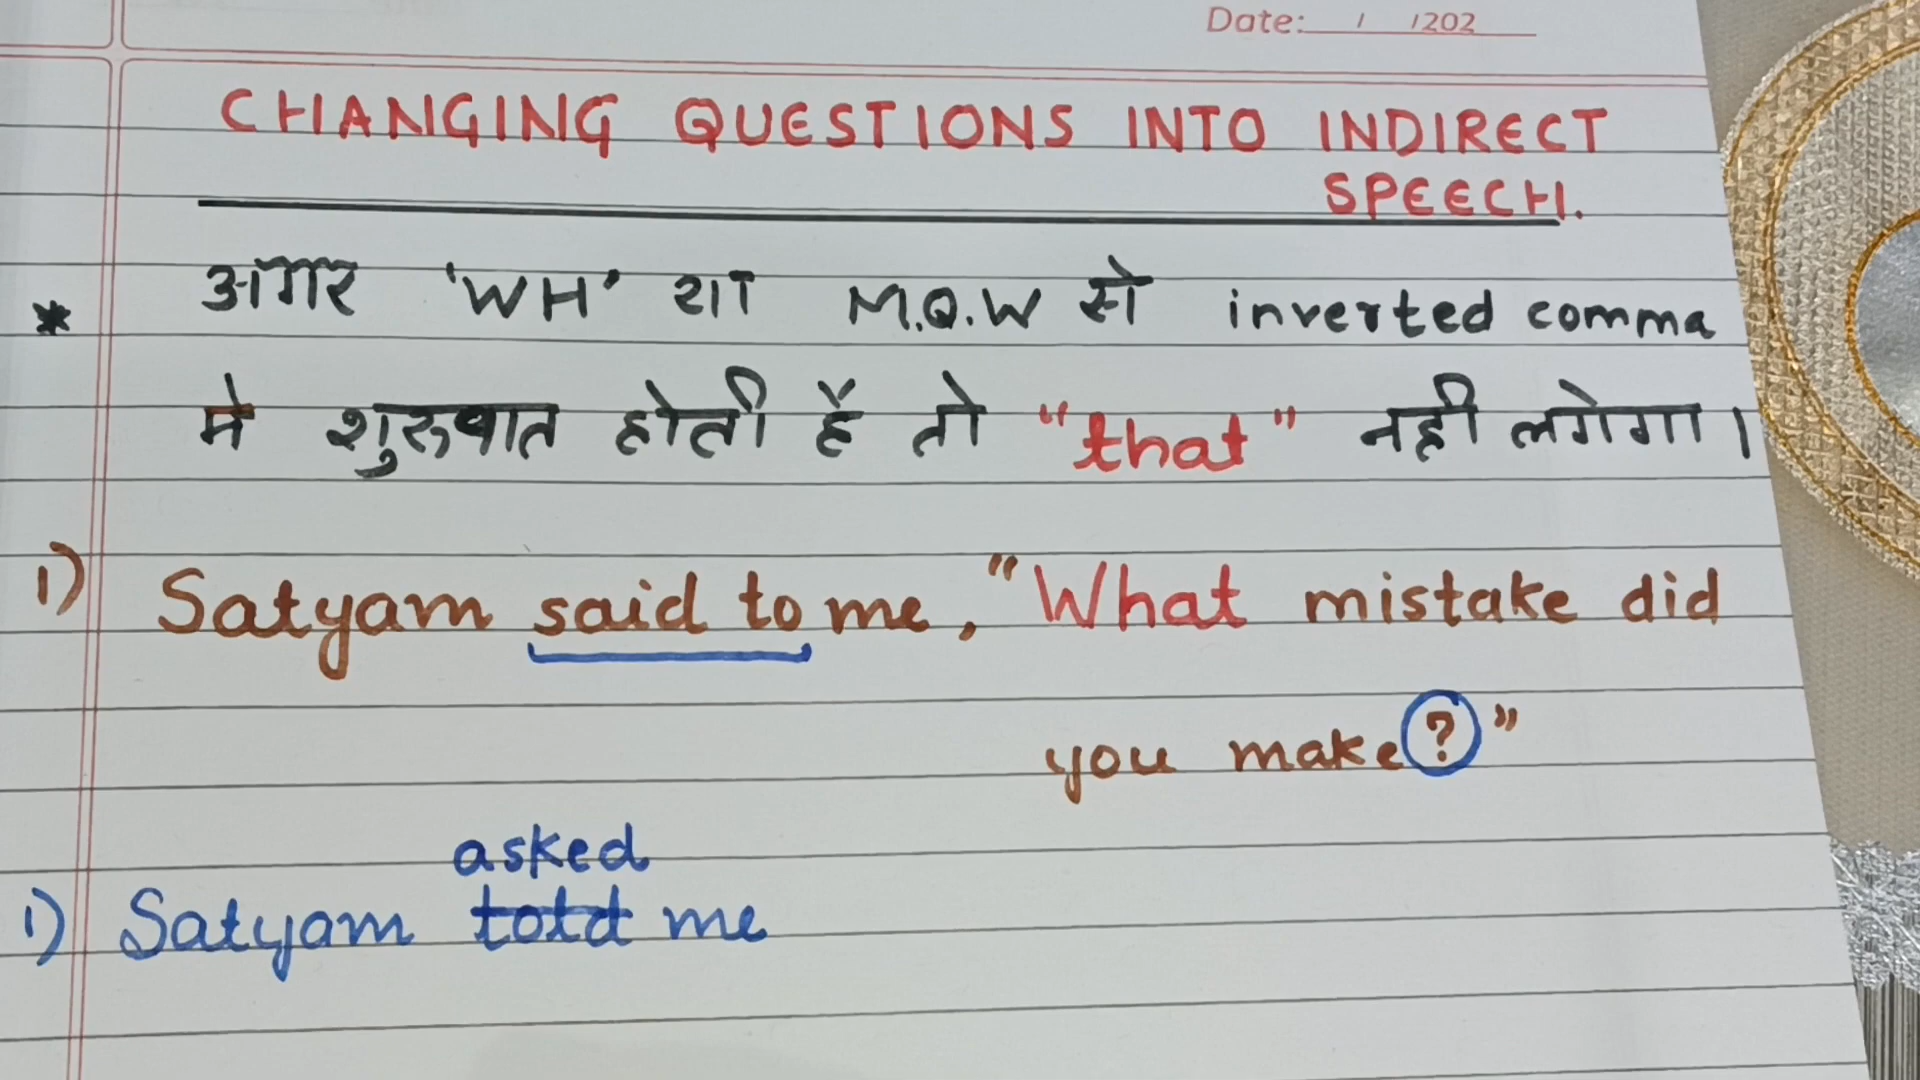 Date: / /202
CHANGING QUESTIONS INTO INDIRECT
SPEECH.
* अगर 'WH' या M.Q.W से inverted comma
मे शुरुवात होती है तो "that" नही लगेगा।
1) Satyam said to me, "What mistake did
you make?"
asked
1) Satyam told me